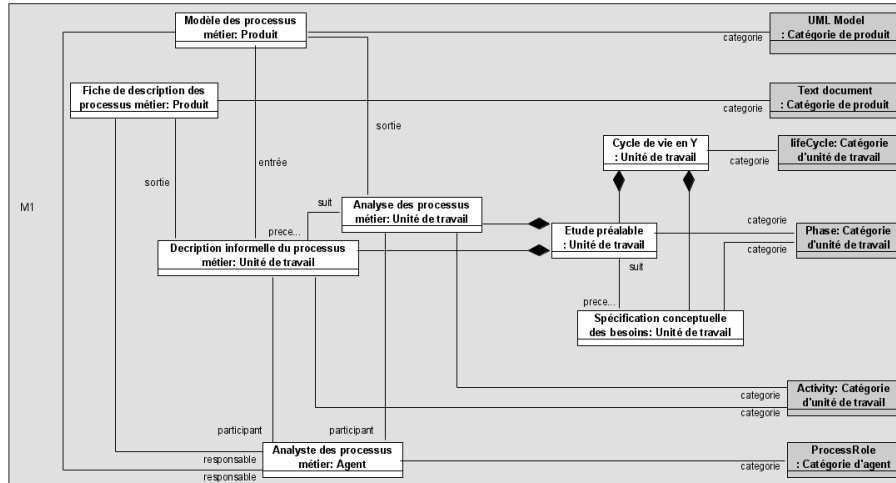 Modèle des processus
métier: Produit
UML Model
: Catégorie de produit
categorie
Fiche de description des
processus métier: Produit
Text document
: Catégorie de produit
categorie
sortie
Cycle de vie en Y
: Unité de travail
lifeCycle: Catégorie
d'unité de travail
categorie
entrée
sortie
M1
suit
Analyse des processus
métier: Unité de travail
prece...
Decription informelle du processus
métier: Unité de travail
Etude préalable
: Unité de travail
categorie
Phase: Catégorie
d'unité de travail
categorie
suit
prece...
Spécification conceptuelle
des besoins: Unité de travail
Activity: Catégorie
d'unité de travail
categorie
categorie
participant
participant
Analyste des processus
métier: Agent
responsable
responsable
ProcessRole
: Catégorie d'agent
categorie